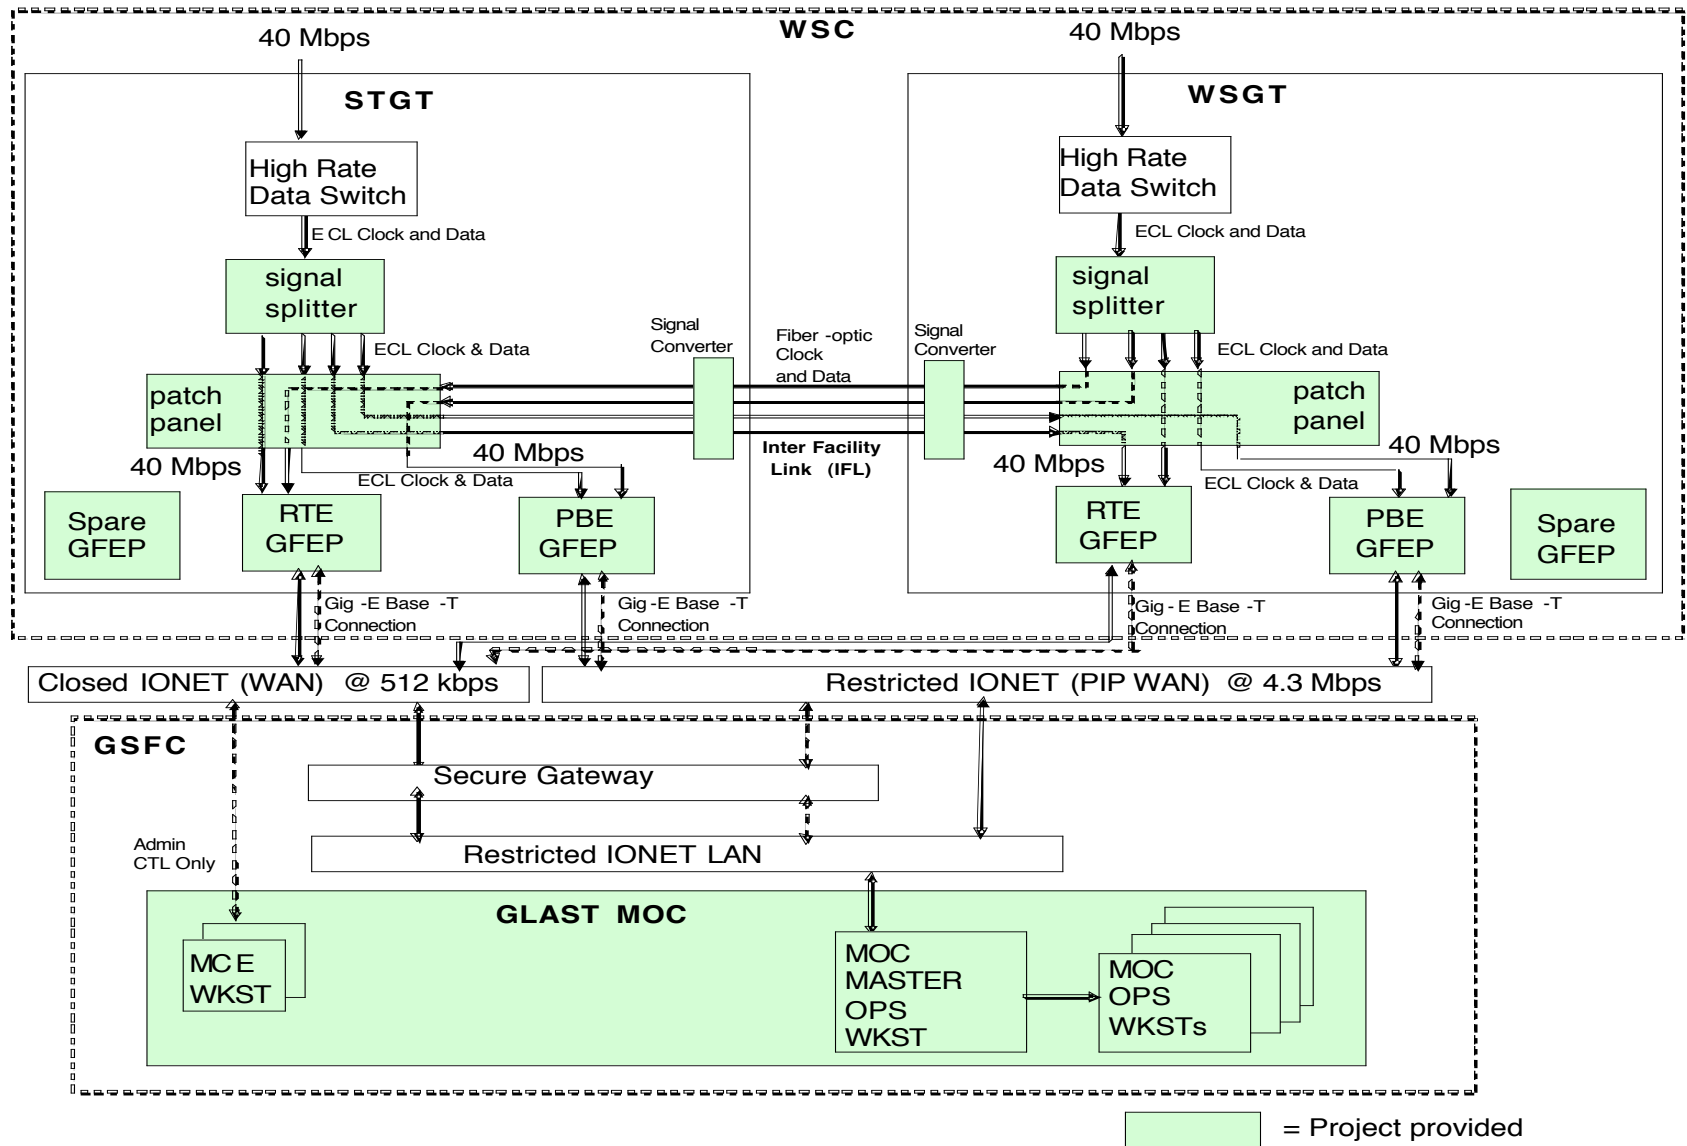 WSC
40 Mbps
40 Mbps
STGT
WSGT
High Rate
Data Switch
High Rate
Data Switch
E CL Clock and Data
ECL Clock and Data
signal
splitter
signal
splitter
Signal
Converter
Fiber -optic
Clock
and Data
Signal
Converter
ECL Clock & Data
ECL Clock and Data
patch
panel
patch
panel
Inter Facility
Link (IFL)
40 Mbps
40 Mbps
40 Mbps
40 Mbps
ECL Clock & Data
ECL Clock & Data
Spare
GFEP
RTE
GFEP
PBE
GFEP
RTE
GFEP
PBE
GFEP
Spare
GFEP
Gig -E Base -T
Connection
Gig -E Base -T
Connection
Gig - E Base -T
Connection
Gig -E Base -T
Connection
Closed IONET (WAN) @ 512 kbps
Restricted IONET (PIP WAN) @ 4.3 Mbps
GSFC
Secure Gateway
Admin
CTL Only
Restricted IONET LAN
GLAST MOC
MC E
WKST
MOC
MASTER
OPS
WKST
MOC
OPS
WKSTs
= Project provided